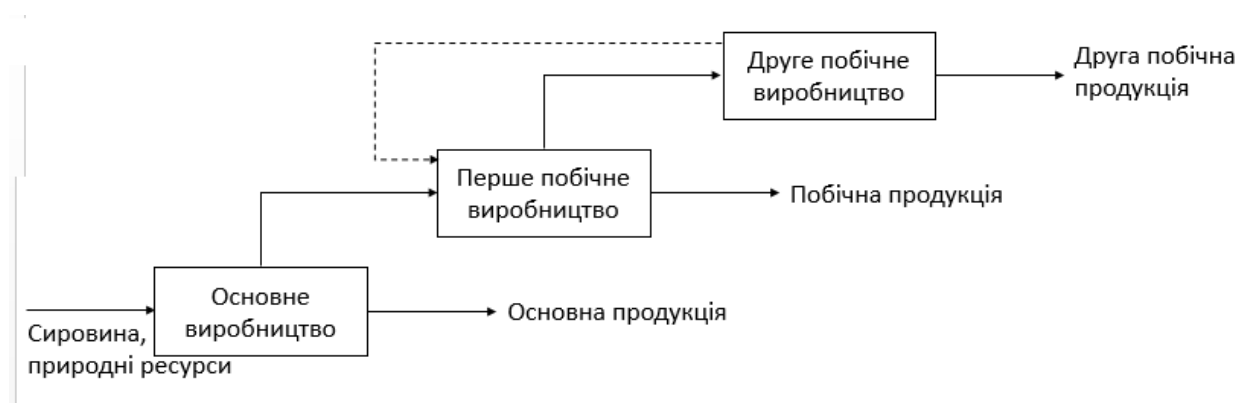 Друге побічне
виробництво
Друга побічна
продукція
Перше побічне
виробництво
Побічна продукція
Основне
виробництво
Основна продукція
Сировина,
природні ресурси